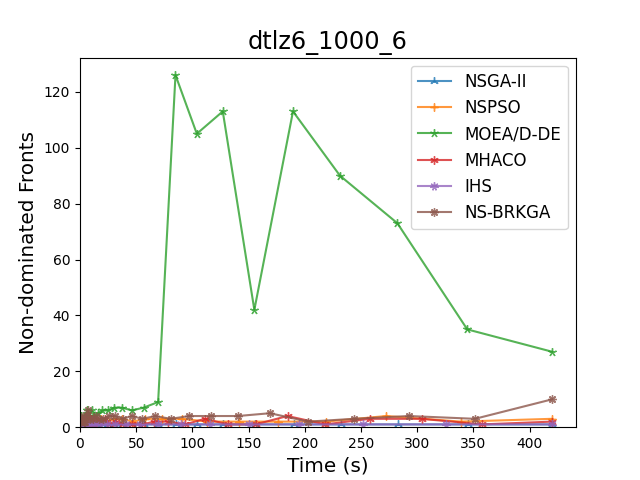 dtlz6_1000_6
Non-dominated Fronts
120
100
80
60
40
20
0
0 50 100 150 200 250 300 350 400
Time (s)
NSGA-II
NSPSO
MOEA/D-DE
MHACO
IHS
NS-BRKGA